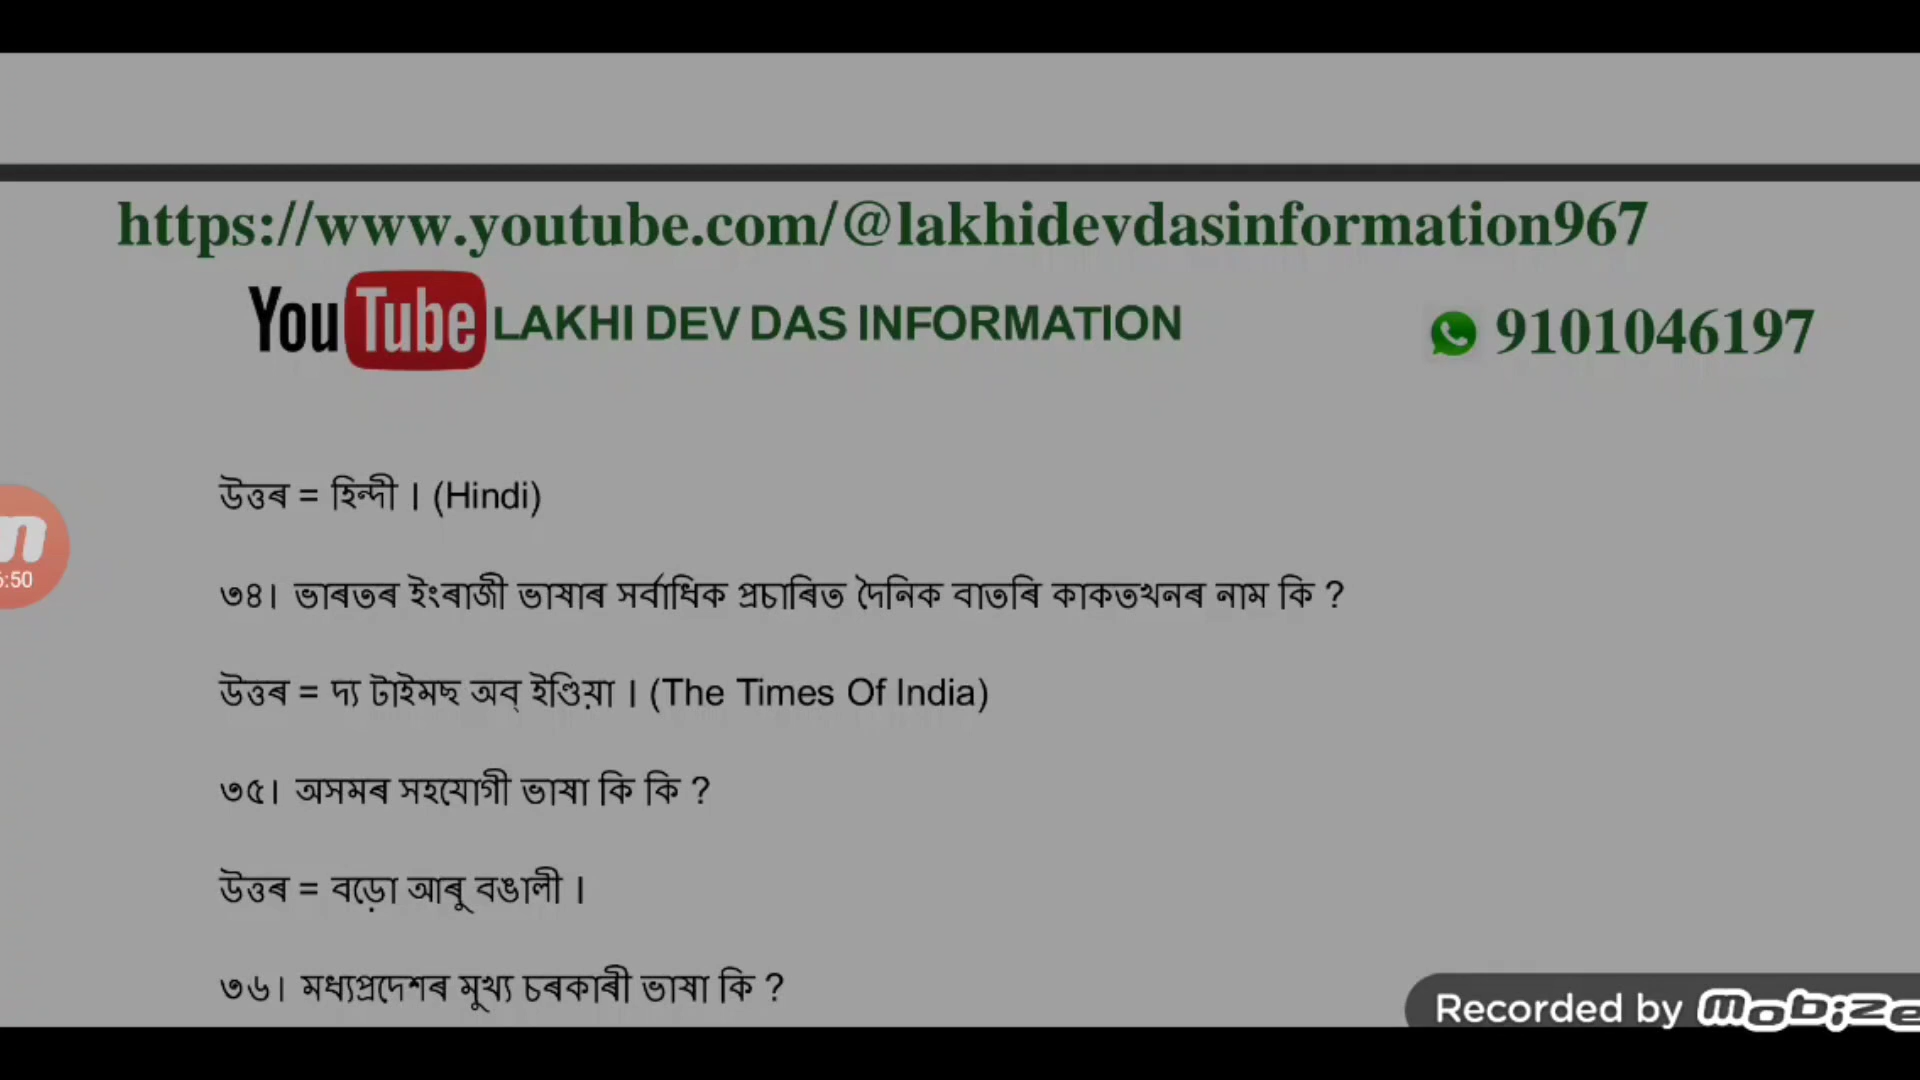 https://www.youtube.com/@lakhidevdasinformation967
YouTube LAKHI DEV DAS INFORMATION 9101046197
উত্তৰ = হিন্দী । (Hindi)
৩৪। ভাৰতৰ ইংৰাজী ভাষাৰ সৰ্বাধিক প্ৰচাৰিত দৈনিক বাতৰি কাকতখনৰ নাম কি ?
উত্তৰ = দ্য টাইমছ অব্ ইণ্ডিয়া । (The Times Of India)
:50
৩৫। অসমৰ সহযোগী ভাষা কি কি ?
উত্তৰ = বড়ো আৰু বঙালী ।
৩৬। মধ্যপ্ৰদেশৰ মুখ্য চৰকাৰী ভাষা কি ?
Recorded by mobize